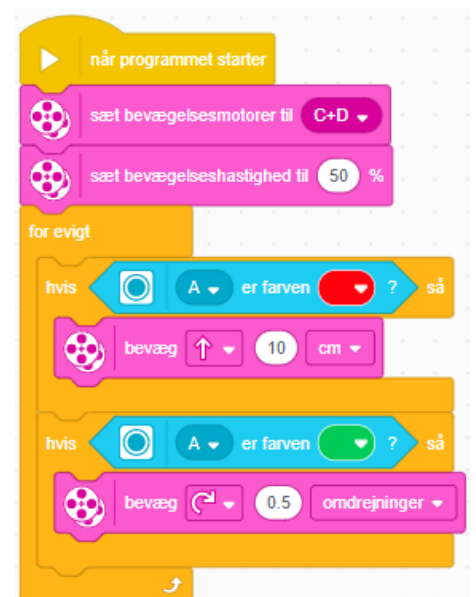 når programmet starter
sæt bevægelsesmotorer til C+D
sæt bevægelseshastighed til 50 %
for evigt
hvis A er farven ? så
bevæg 10 cm
hvis A er farven ? så
bevæg 0.5 omdrejninger